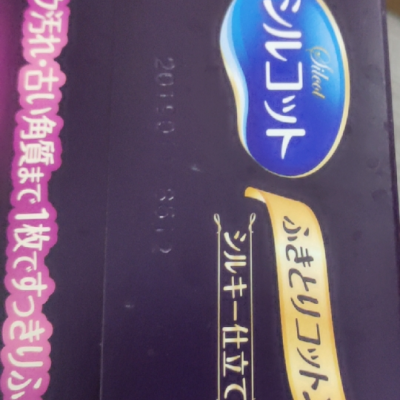 Silcot
シルコット
ふきとりコット
シルキー仕立て
汚れ・古い角質まで1枚ですっきりふ